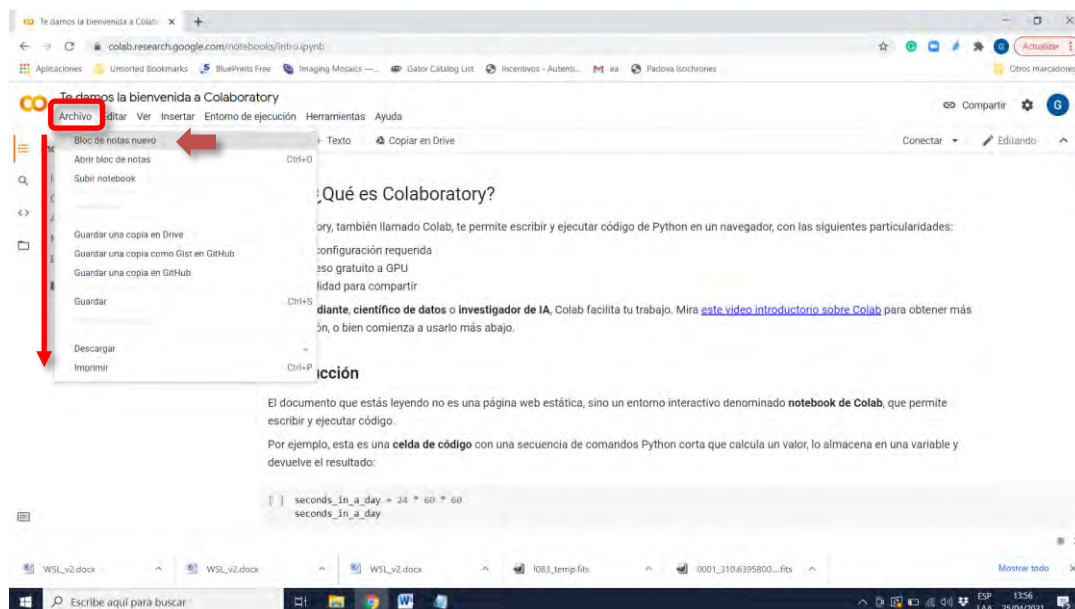 Te damos la bienvenida a Colab
colab.research.google.com/notebooks/intro.ipynb
Actualizar
Aplicaciones Unsorted Bookmarks BluePrints Free Imaging Mosaics —... Gator Catalog List Incentivos - Autenti... ea Padova Isochrones Otros marcadores
Te damos la bienvenida a Colaboratory
Compartir G
Archivo Editar Ver Insertar Entorno de ejecución Herramientas Ayuda
+ Texto Copiar en Drive Conectar Editando
Bloc de notas nuevo
Abrir bloc de notas Ctrl+O
Subir notebook
Guardar una copia en Drive
Guardar una copia como Gist en GitHub
Guardar una copia en GitHub
Guardar Ctrl+S
Descargar
Imprimir Ctrl+P
¿Qué es Colaboratory?
ory, también llamado Colab, te permite escribir y ejecutar código de Python en un navegador, con las siguientes particularidades:
configuración requerida
eso gratuito a GPU
lidad para compartir
diante, científico de datos o investigador de IA, Colab facilita tu trabajo. Mira este video introductorio sobre Colab para obtener más
ón, o bien comienza a usarlo más abajo.
cción
El documento que estás leyendo no es una página web estática, sino un entorno interactivo denominado notebook de Colab, que permite
escribir y ejecutar código.
Por ejemplo, esta es una celda de código con una secuencia de comandos Python corta que calcula un valor, lo almacena en una variable y
devuelve el resultado:
[ ] seconds_in_a_day = 24 * 60 * 60
seconds_in_a_day
WSL_v2.docx WSL_v2.docx WSL_v2.docx l083_temp.fits 0001_310.6395800....fits Mostrar todo
Escribe aquí para buscar
ESP 13:56
LAA 25/04/2021